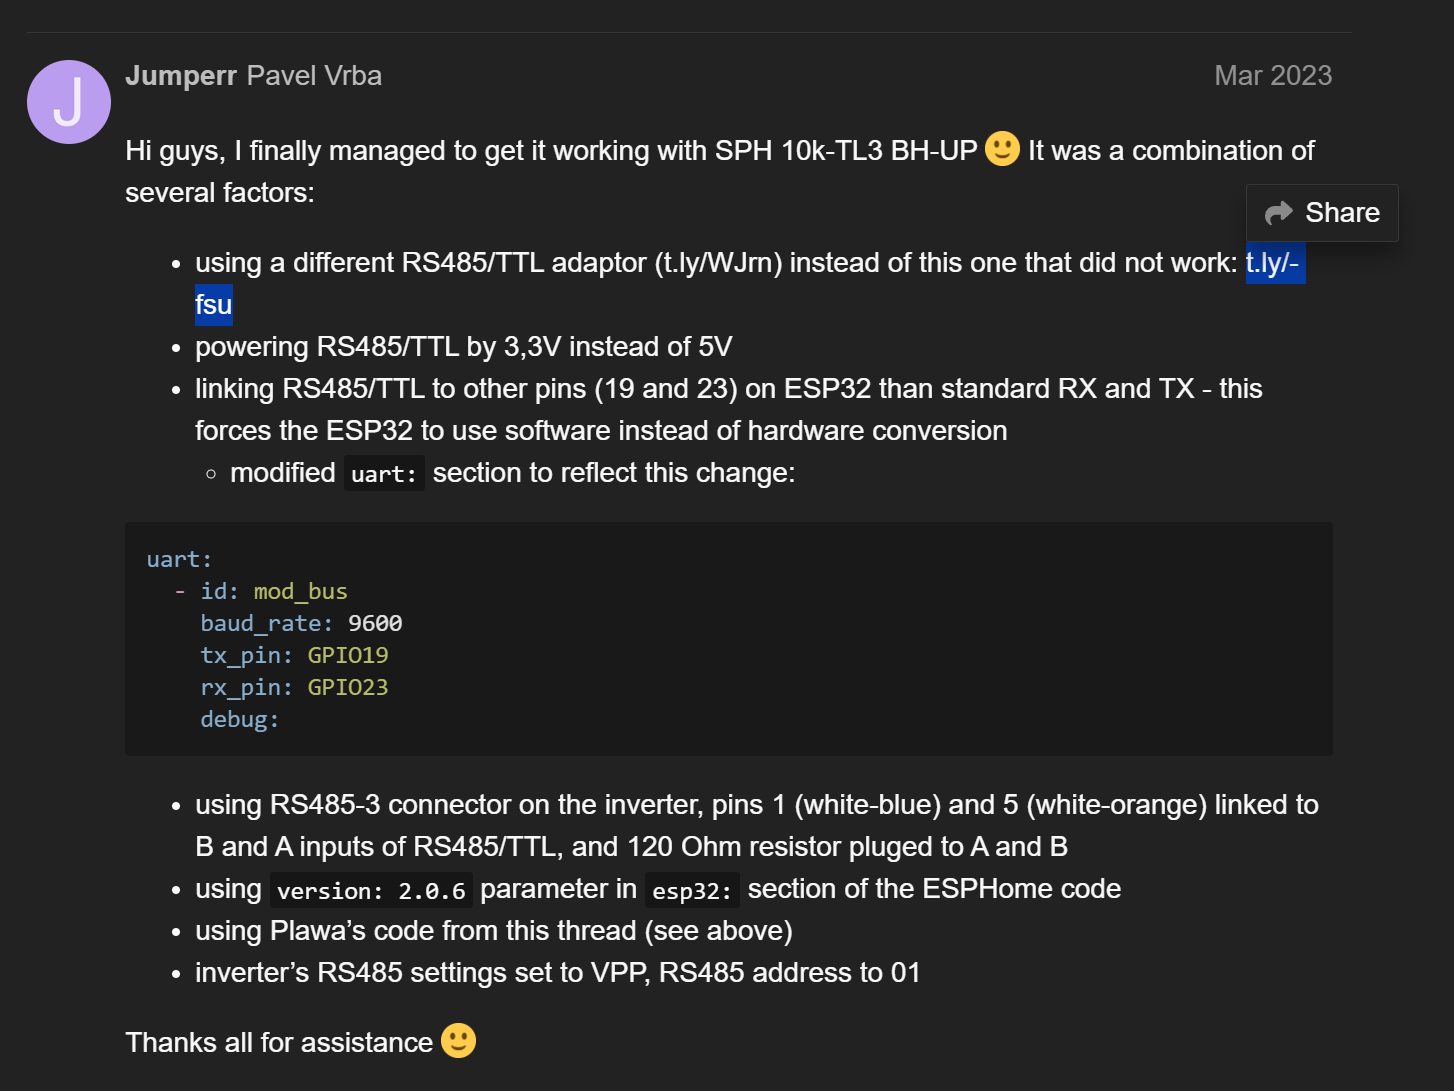 J
Jumperr Pavel Vrba
Mar 2023
Hi guys, I finally managed to get it working with SPH 10k-TL3 BH-UP 🙂 It was a combination of
several factors:
Share
• using a different RS485/TTL adaptor (t.ly/WJrn) instead of this one that did not work: t.ly/-
fsu
• powering RS485/TTL by 3,3V instead of 5V
• linking RS485/TTL to other pins (19 and 23) on ESP32 than standard RX and TX - this
forces the ESP32 to use software instead of hardware conversion
◦ modified uart: section to reflect this change:
uart:
  - id: mod_bus
    baud_rate: 9600
    tx_pin: GPIO19
    rx_pin: GPIO23
    debug:
• using RS485-3 connector on the inverter, pins 1 (white-blue) and 5 (white-orange) linked to
B and A inputs of RS485/TTL, and 120 Ohm resistor pluged to A and B
• using version: 2.0.6 parameter in esp32: section of the ESPHome code
• using Plawa’s code from this thread (see above)
• inverter’s RS485 settings set to VPP, RS485 address to 01
Thanks all for assistance 🙂